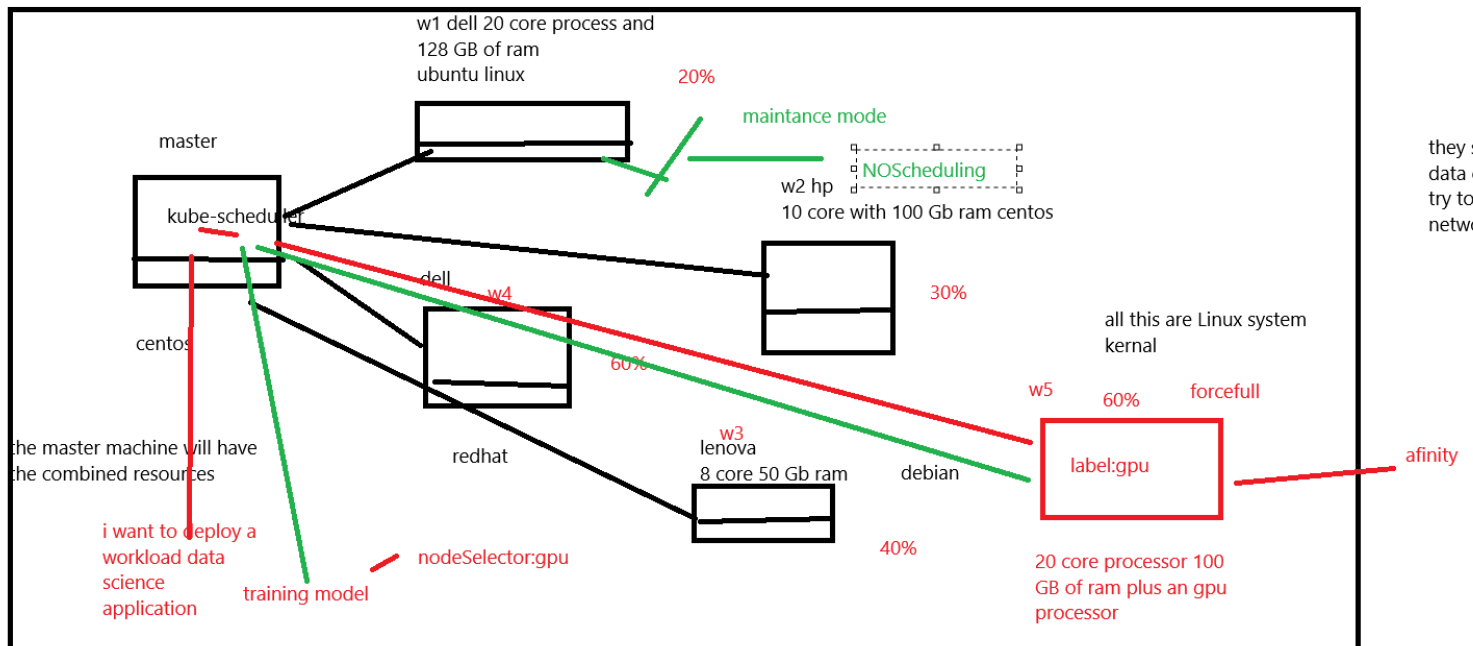 w1 dell 20 core process and
128 GB of ram
ubuntu linux
20%
maintance mode
master
NOScheduling
they s
data
try to
netwo
w2 hp
10 core with 100 Gb ram centos
kube-scheduler
dell
w4
30%
all this are Linux system
kernal
centos
60%
w5
60%
forcefull
w3
lenova
8 core 50 Gb ram
the master machine will have
the combined resources
redhat
debian
label:gpu
afinity
i want to deploy a
workload data
science
application
training model
nodeSelector:gpu
40%
20 core processor 100
GB of ram plus an gpu
processor